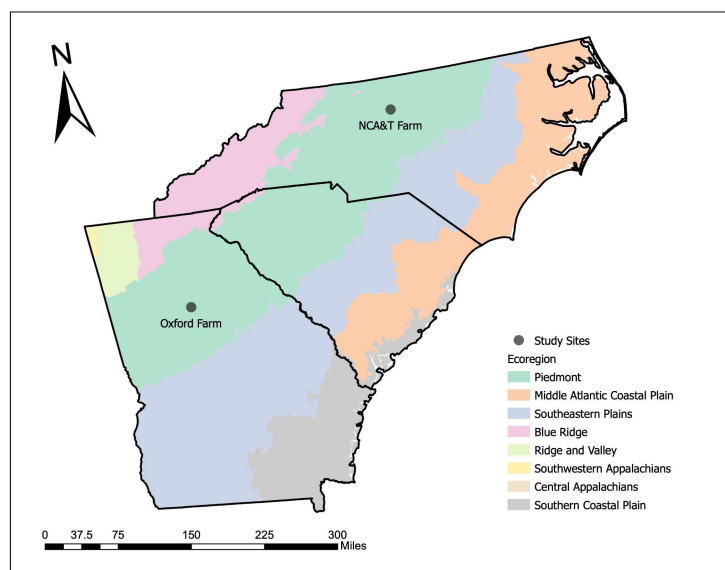 N
NCA&T Farm
Oxford Farm
Study Sites
Ecoregion
Piedmont
Middle Atlantic Coastal Plain
Southeastern Plains
Blue Ridge
Ridge and Valley
Southwestern Appalachians
Central Appalachians
Southern Coastal Plain
0 37.5 75 150 225 300
Miles